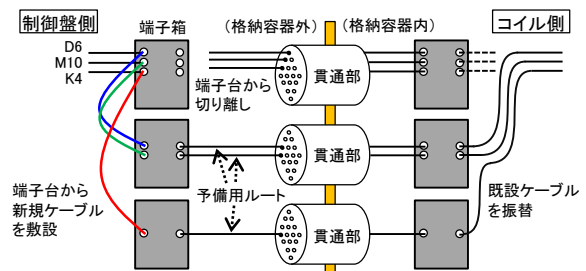 制御盤側
端子箱
(格納容器外)
(格納容器内)
コイル側
D6
M10
K4
端子台から
切り離し
貫通部
貫通部
予備用ルート
端子台から
新規ケーブル
を敷設
既設ケーブル
を振替
貫通部